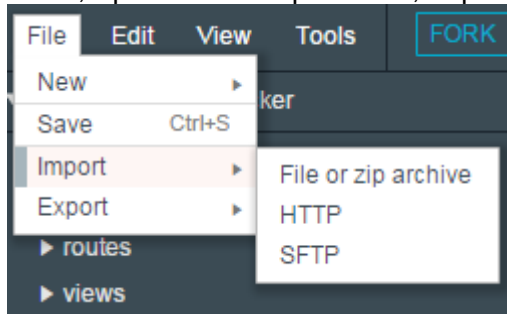 File Edit View Tools FORK
New
ker
Save Ctrl+S
Import
File or zip archive
Export
HTTP
routes
SFTP
views